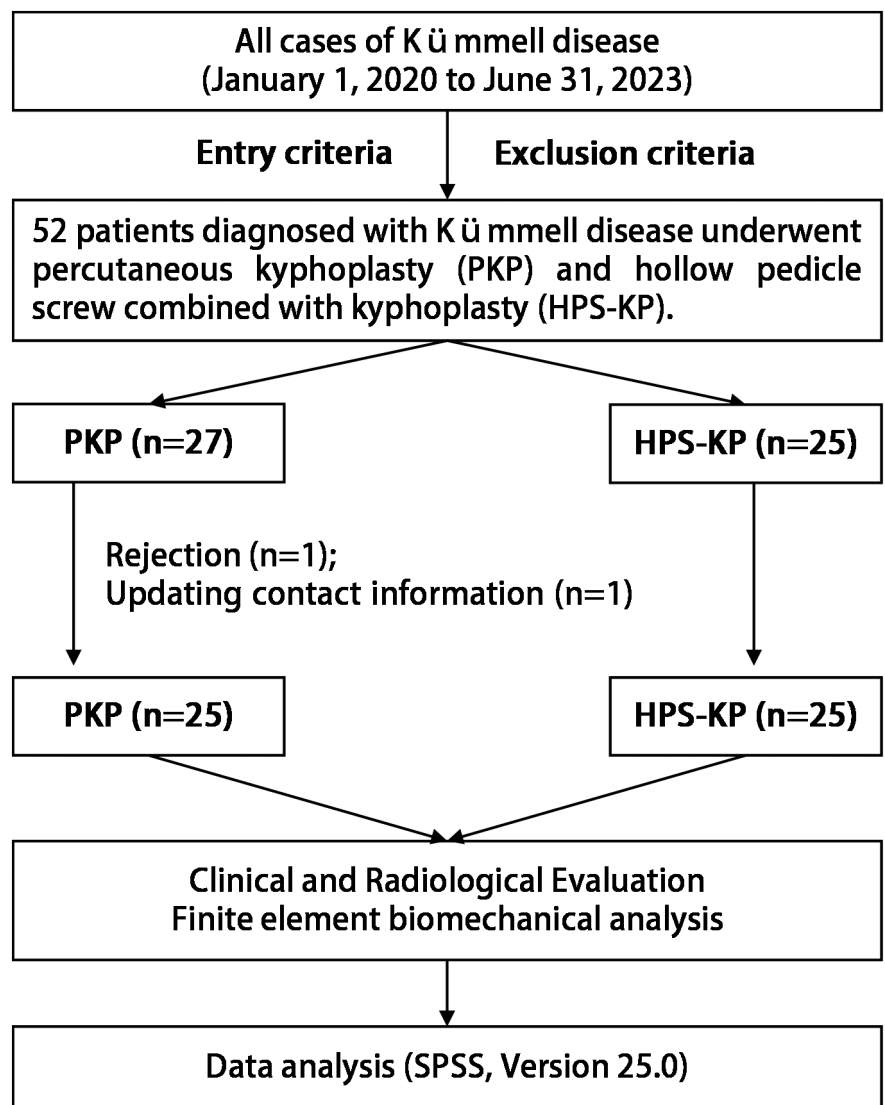 All cases of K ü mmell disease
(January 1, 2020 to June 31, 2023)
Entry criteria
Exclusion criteria
52 patients diagnosed with K ü mmell disease underwent
percutaneous kyphoplasty (PKP) and hollow pedicle
screw combined with kyphoplasty (HPS-KP).
PKP (n=27)
HPS-KP (n=25)
Rejection (n=1);
Updating contact information (n=1)
PKP (n=25)
HPS-KP (n=25)
Clinical and Radiological Evaluation
Finite element biomechanical analysis
Data analysis (SPSS, Version 25.0)